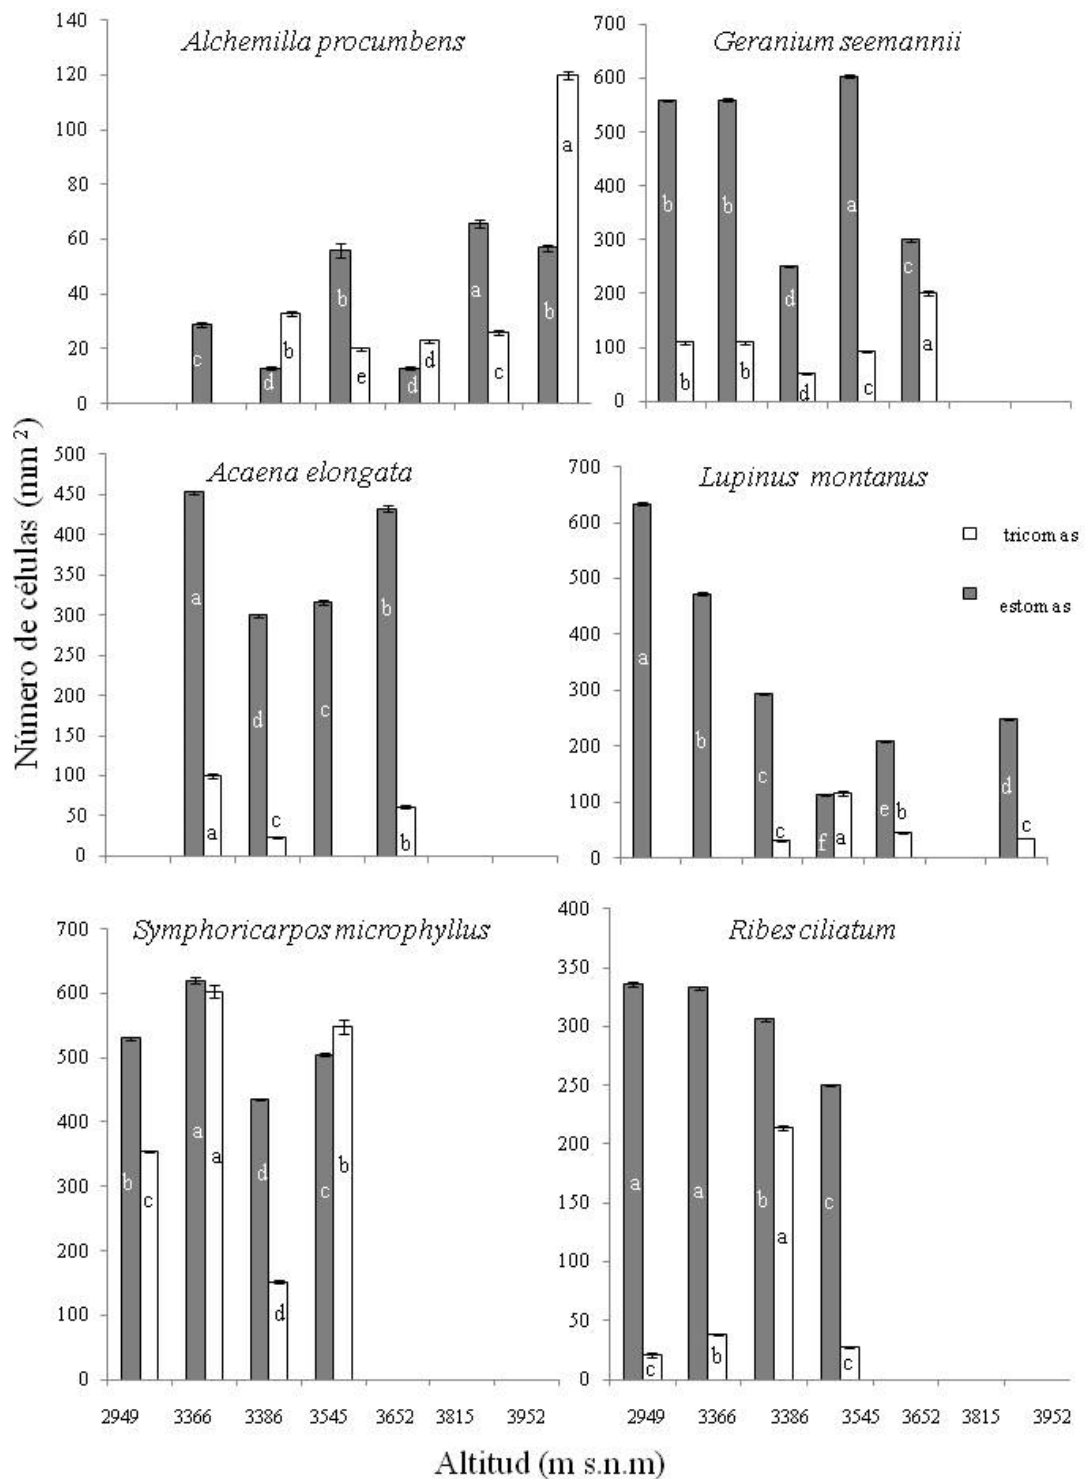 Número de células (mm 2)
Alchemilla procumbens
140
120
100
80
60
40
20
0
c
d
b
b
e
d
d
a
c
b
a
Geranium seemannii
700
600
500
400
300
200
100
0
b
b
b
b
d
d
a
c
c
a
Acaena elongata
500
450
400
350
300
250
200
150
100
50
0
a
a
d
c
c
b
b
Lupinus montanus
700
600
500
400
300
200
100
0
a
b
c
c
f
a
e
b
d
c
tricomas
estomas
Symphoricarpos microphyllus
700
600
500
400
300
200
100
0
b
c
a
a
d
d
c
b
2949 3366 3386 3545 3652 3815 3952
Ribes ciliatum
400
350
300
250
200
150
100
50
0
a
c
a
b
b
a
c
c
2949 3366 3386 3545 3652 3815 3952
Altitud (m s.n.m)